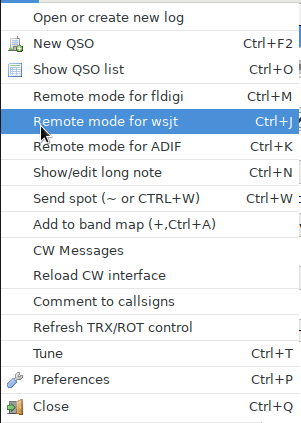 Open or create new log
New QSO Ctrl+F2
Show QSO list Ctrl+O
Remote mode for fldigi Ctrl+M
Remote mode for wsjt Ctrl+J
Remote mode for ADIF Ctrl+K
Show/edit long note Ctrl+N
Send spot (~ or CTRL+W) Ctrl+W
Add to band map (+,Ctrl+A)
CW Messages
Reload CW interface
Comment to callsigns
Refresh TRX/ROT control
Tune Ctrl+T
Preferences Ctrl+P
Close Ctrl+Q